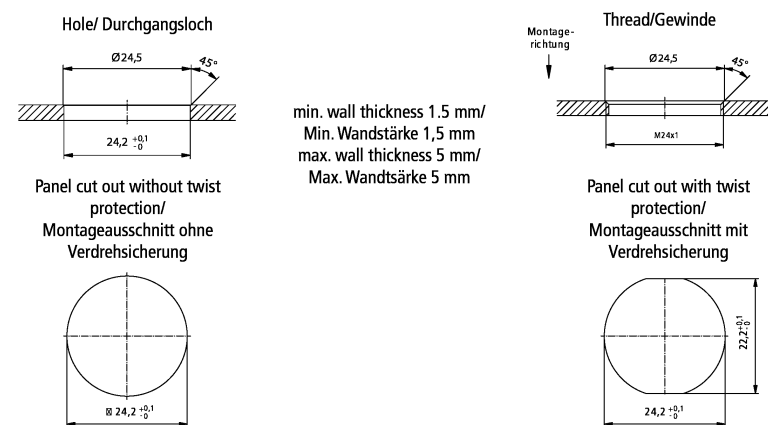 Hole/ Durchgangsloch
Ø24,5
45°
24,2 +0,1 -0
Panel cut out without twist
protection/
Montageausschnitt ohne
Verdrehsicherung
24,2 +0,1 -0
min. wall thickness 1.5 mm/
Min. Wandstärke 1,5 mm
max. wall thickness 5 mm/
Max. Wandtsärke 5 mm
Thread/Gewinde
Montage-
richtung
Ø24,5
45°
M24x1
Panel cut out with twist
protection/
Montageausschnitt mit
Verdrehsicherung
22,2 +0,1 -0
24,2 +0,1 -0